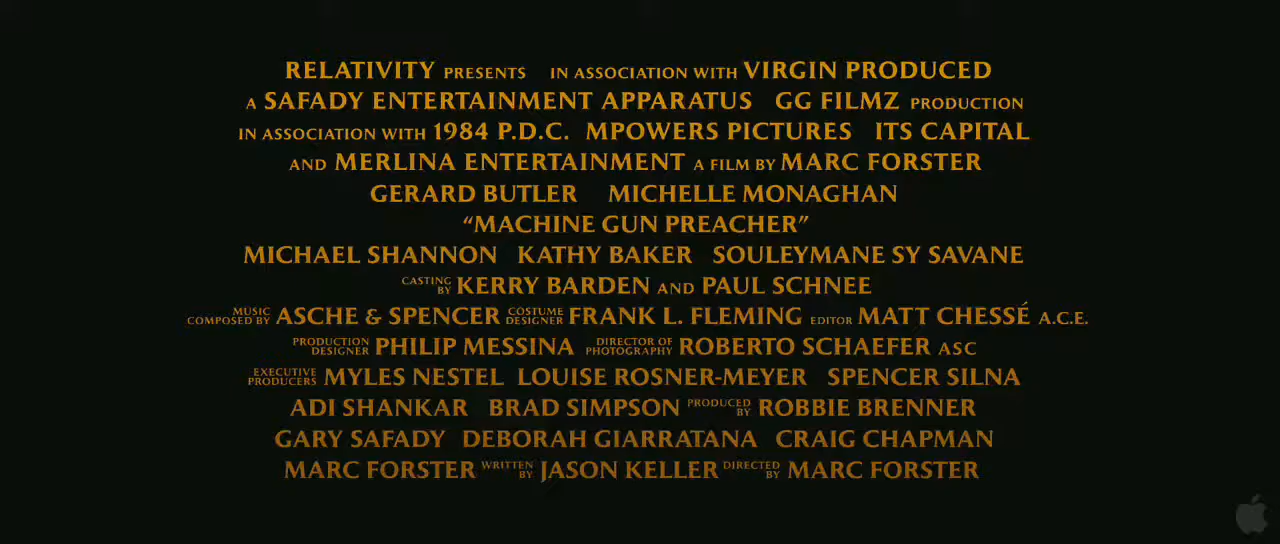 RELATIVITY PRESENTS IN ASSOCIATION WITH VIRGIN PRODUCED
A SAFADY ENTERTAINMENT APPARATUS GG FILMZ PRODUCTION
IN ASSOCIATION WITH 1984 P.D.C. MPOWERS PICTURES ITS CAPITAL
AND MERLINA ENTERTAINMENT A FILM BY MARC FORSTER
GERARD BUTLER MICHELLE MONAGHAN
“MACHINE GUN PREACHER”
MICHAEL SHANNON KATHY BAKER SOULEYMANE SY SAVANE
CASTING BY KERRY BARDEN AND PAUL SCHNEE
MUSIC COMPOSED BY ASCHE & SPENCER COSTUME DESIGNER FRANK L. FLEMING EDITOR MATT CHESSÉ A.C.E.
PRODUCTION DESIGNER PHILIP MESSINA DIRECTOR OF PHOTOGRAPHY ROBERTO SCHAEFER ASC
EXECUTIVE PRODUCERS MYLES NESTEL LOUISE ROSNER-MEYER SPENCER SILNA
ADI SHANKAR BRAD SIMPSON PRODUCED BY ROBBIE BRENNER
GARY SAFADY DEBORAH GIARRATANA CRAIG CHAPMAN
MARC FORSTER WRITTEN BY JASON KELLER DIRECTED BY MARC FORSTER